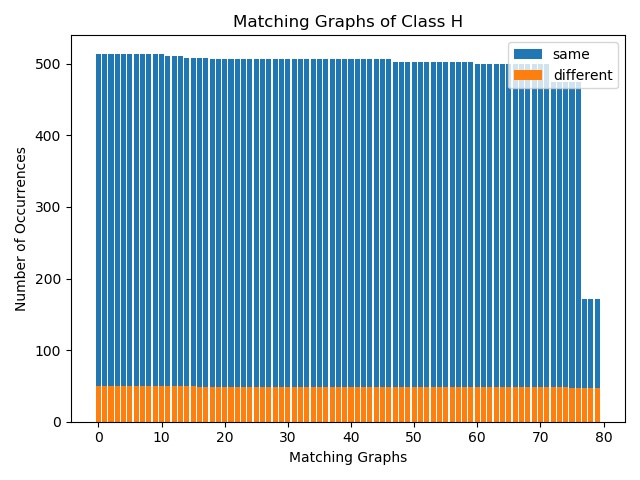 Matching Graphs of Class H
same
different
Number of Occurrences
500
400
300
200
100
0
0 10 20 30 40 50 60 70 80
Matching Graphs